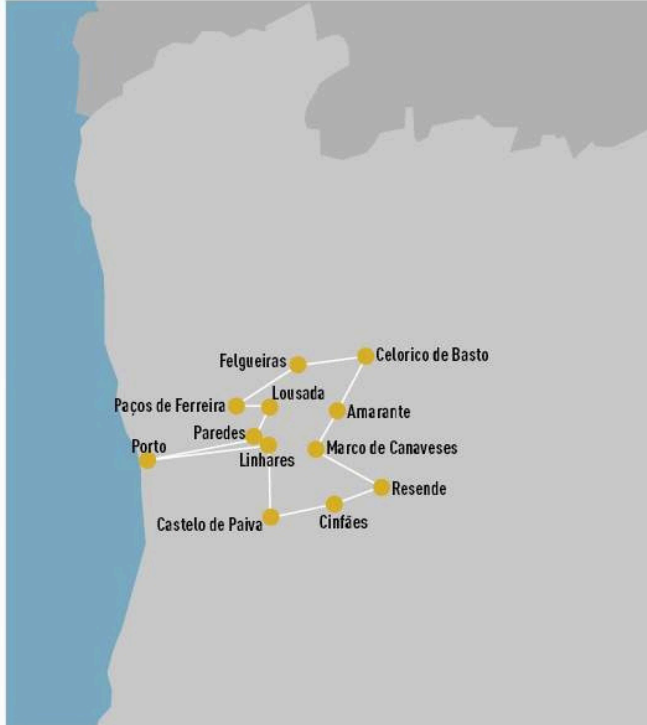 Celorico de Basto
Felgueiras
Lousada
Paços de Ferreira
Amarante
Paredes
Porto
Linhares
Marco de Canaveses
Resende
Castelo de Paiva
Cinfães